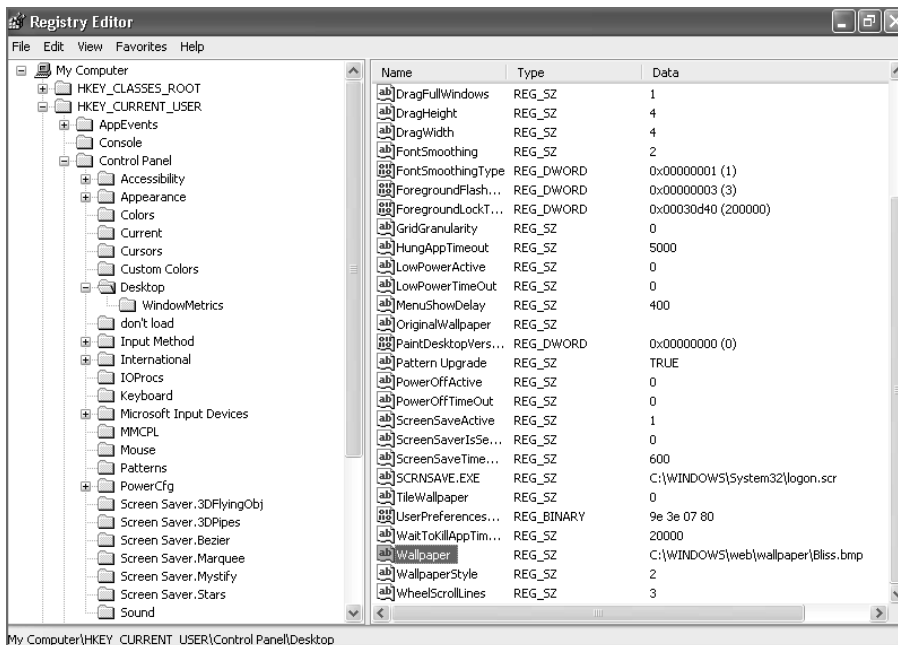 Registry Editor
File Edit View Favorites Help
My Computer
HKEY_CLASSES_ROOT
HKEY_CURRENT_USER
AppEvents
Console
Control Panel
Accessibility
Appearance
Colors
Current
Cursors
Custom Colors
Desktop
WindowMetrics
don't load
Input Method
International
IOProcs
Keyboard
Microsoft Input Devices
MMCPL
Mouse
Patterns
PowerCfg
Screen Saver.3DFlyingObj
Screen Saver.3DPipes
Screen Saver.Bezier
Screen Saver.Marquee
Screen Saver.Mystify
Screen Saver.Stars
Sound
Name Type Data
DragFullWindows REG_SZ 1
DragHeight REG_SZ 4
DragWidth REG_SZ 4
FontSmoothing REG_SZ 2
FontSmoothingType REG_DWORD 0x00000001 (1)
ForegroundFlash... REG_DWORD 0x00000003 (3)
ForegroundLockT... REG_DWORD 0x00030d40 (200000)
GridGranularity REG_SZ 0
HungAppTimeout REG_SZ 5000
LowPowerActive REG_SZ 0
LowPowerTimeOut REG_SZ 0
MenuShowDelay REG_SZ 400
OriginalWallpaper REG_SZ
PaintDesktopVers... REG_DWORD 0x00000000 (0)
Pattern Upgrade REG_SZ TRUE
PowerOffActive REG_SZ 0
PowerOffTimeOut REG_SZ 0
ScreenSaveActive REG_SZ 1
ScreenSaverIsSe... REG_SZ 0
ScreenSaveTime... REG_SZ 600
SCRNSAVE.EXE REG_SZ C:\WINDOWS\System32\logon.scr
TileWallpaper REG_SZ 0
UserPreferences... REG_BINARY 9e 3e 07 80
WaitToKillAppTim... REG_SZ 20000
Wallpaper REG_SZ C:\WINDOWS\web\wallpaper\Bliss.bmp
WallpaperStyle REG_SZ 2
WheelScrollLines REG_SZ 3
My Computer\HKEY_CURRENT_USER\Control Panel\Desktop